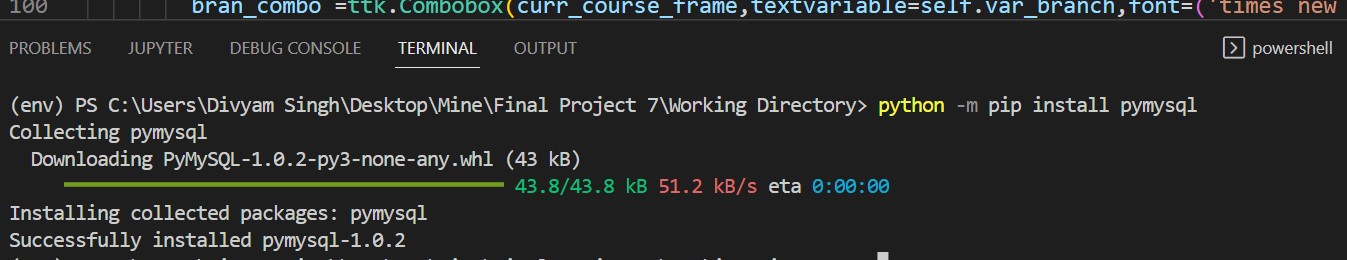 100 bran_combo =ttk.Combobox(curr_course_frame,textvariable=self.var_branch,font=('times new
PROBLEMS JUPYTER DEBUG CONSOLE TERMINAL OUTPUT powershell
(env) PS C:\Users\Divyam Singh\Desktop\Mine\Final Project 7\Working Directory> python -m pip install pymysql
Collecting pymysql
Downloading PyMySQL-1.0.2-py3-none-any.whl (43 kB)
43.8/43.8 kB 51.2 kB/s eta 0:00:00
Installing collected packages: pymysql
Successfully installed pymysql-1.0.2